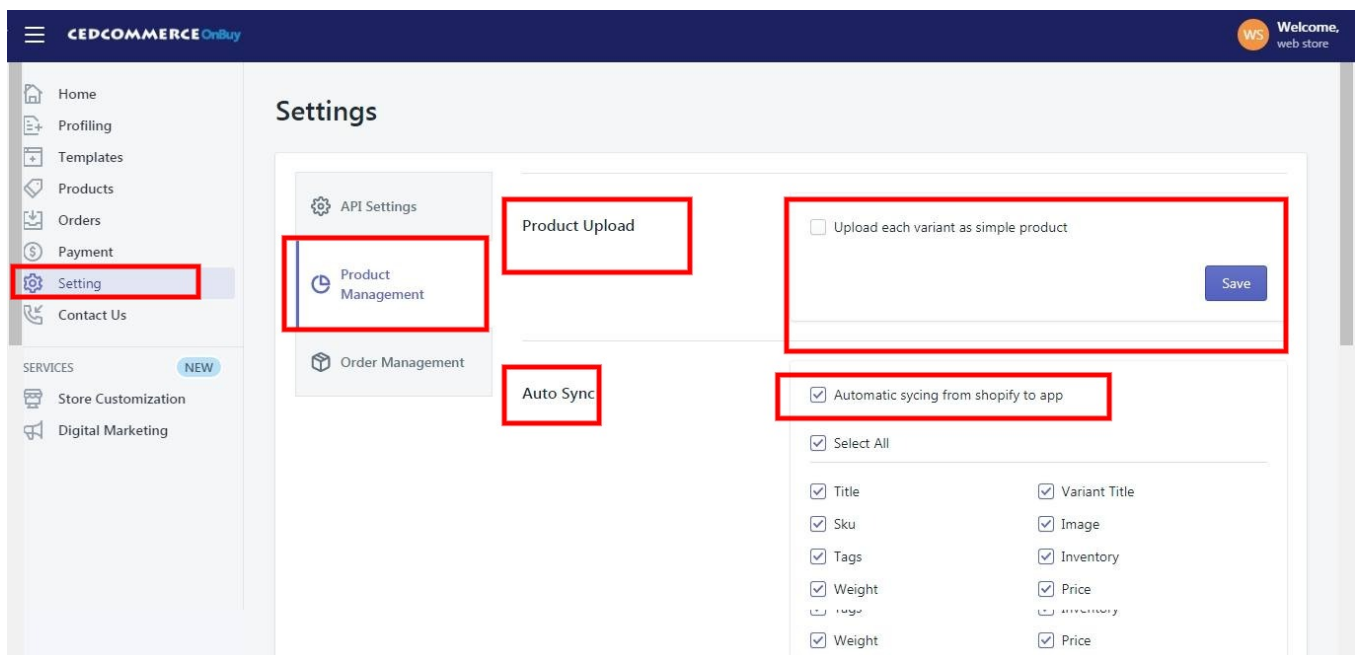 CEDCOMMERCE OnBuy
WS
Welcome,
web store
Home
Profiling
Templates
Products
Orders
Payment
Setting
Contact Us
SERVICES NEW
Store Customization
Digital Marketing
Settings
API Settings
Product
Management
Order Management
Product Upload
Upload each variant as simple product
Save
Auto Sync
Automatic sycing from shopify to app
Select All
Title Variant Title
Sku Image
Tags Inventory
Weight Price
Tags Inventory
Weight Price